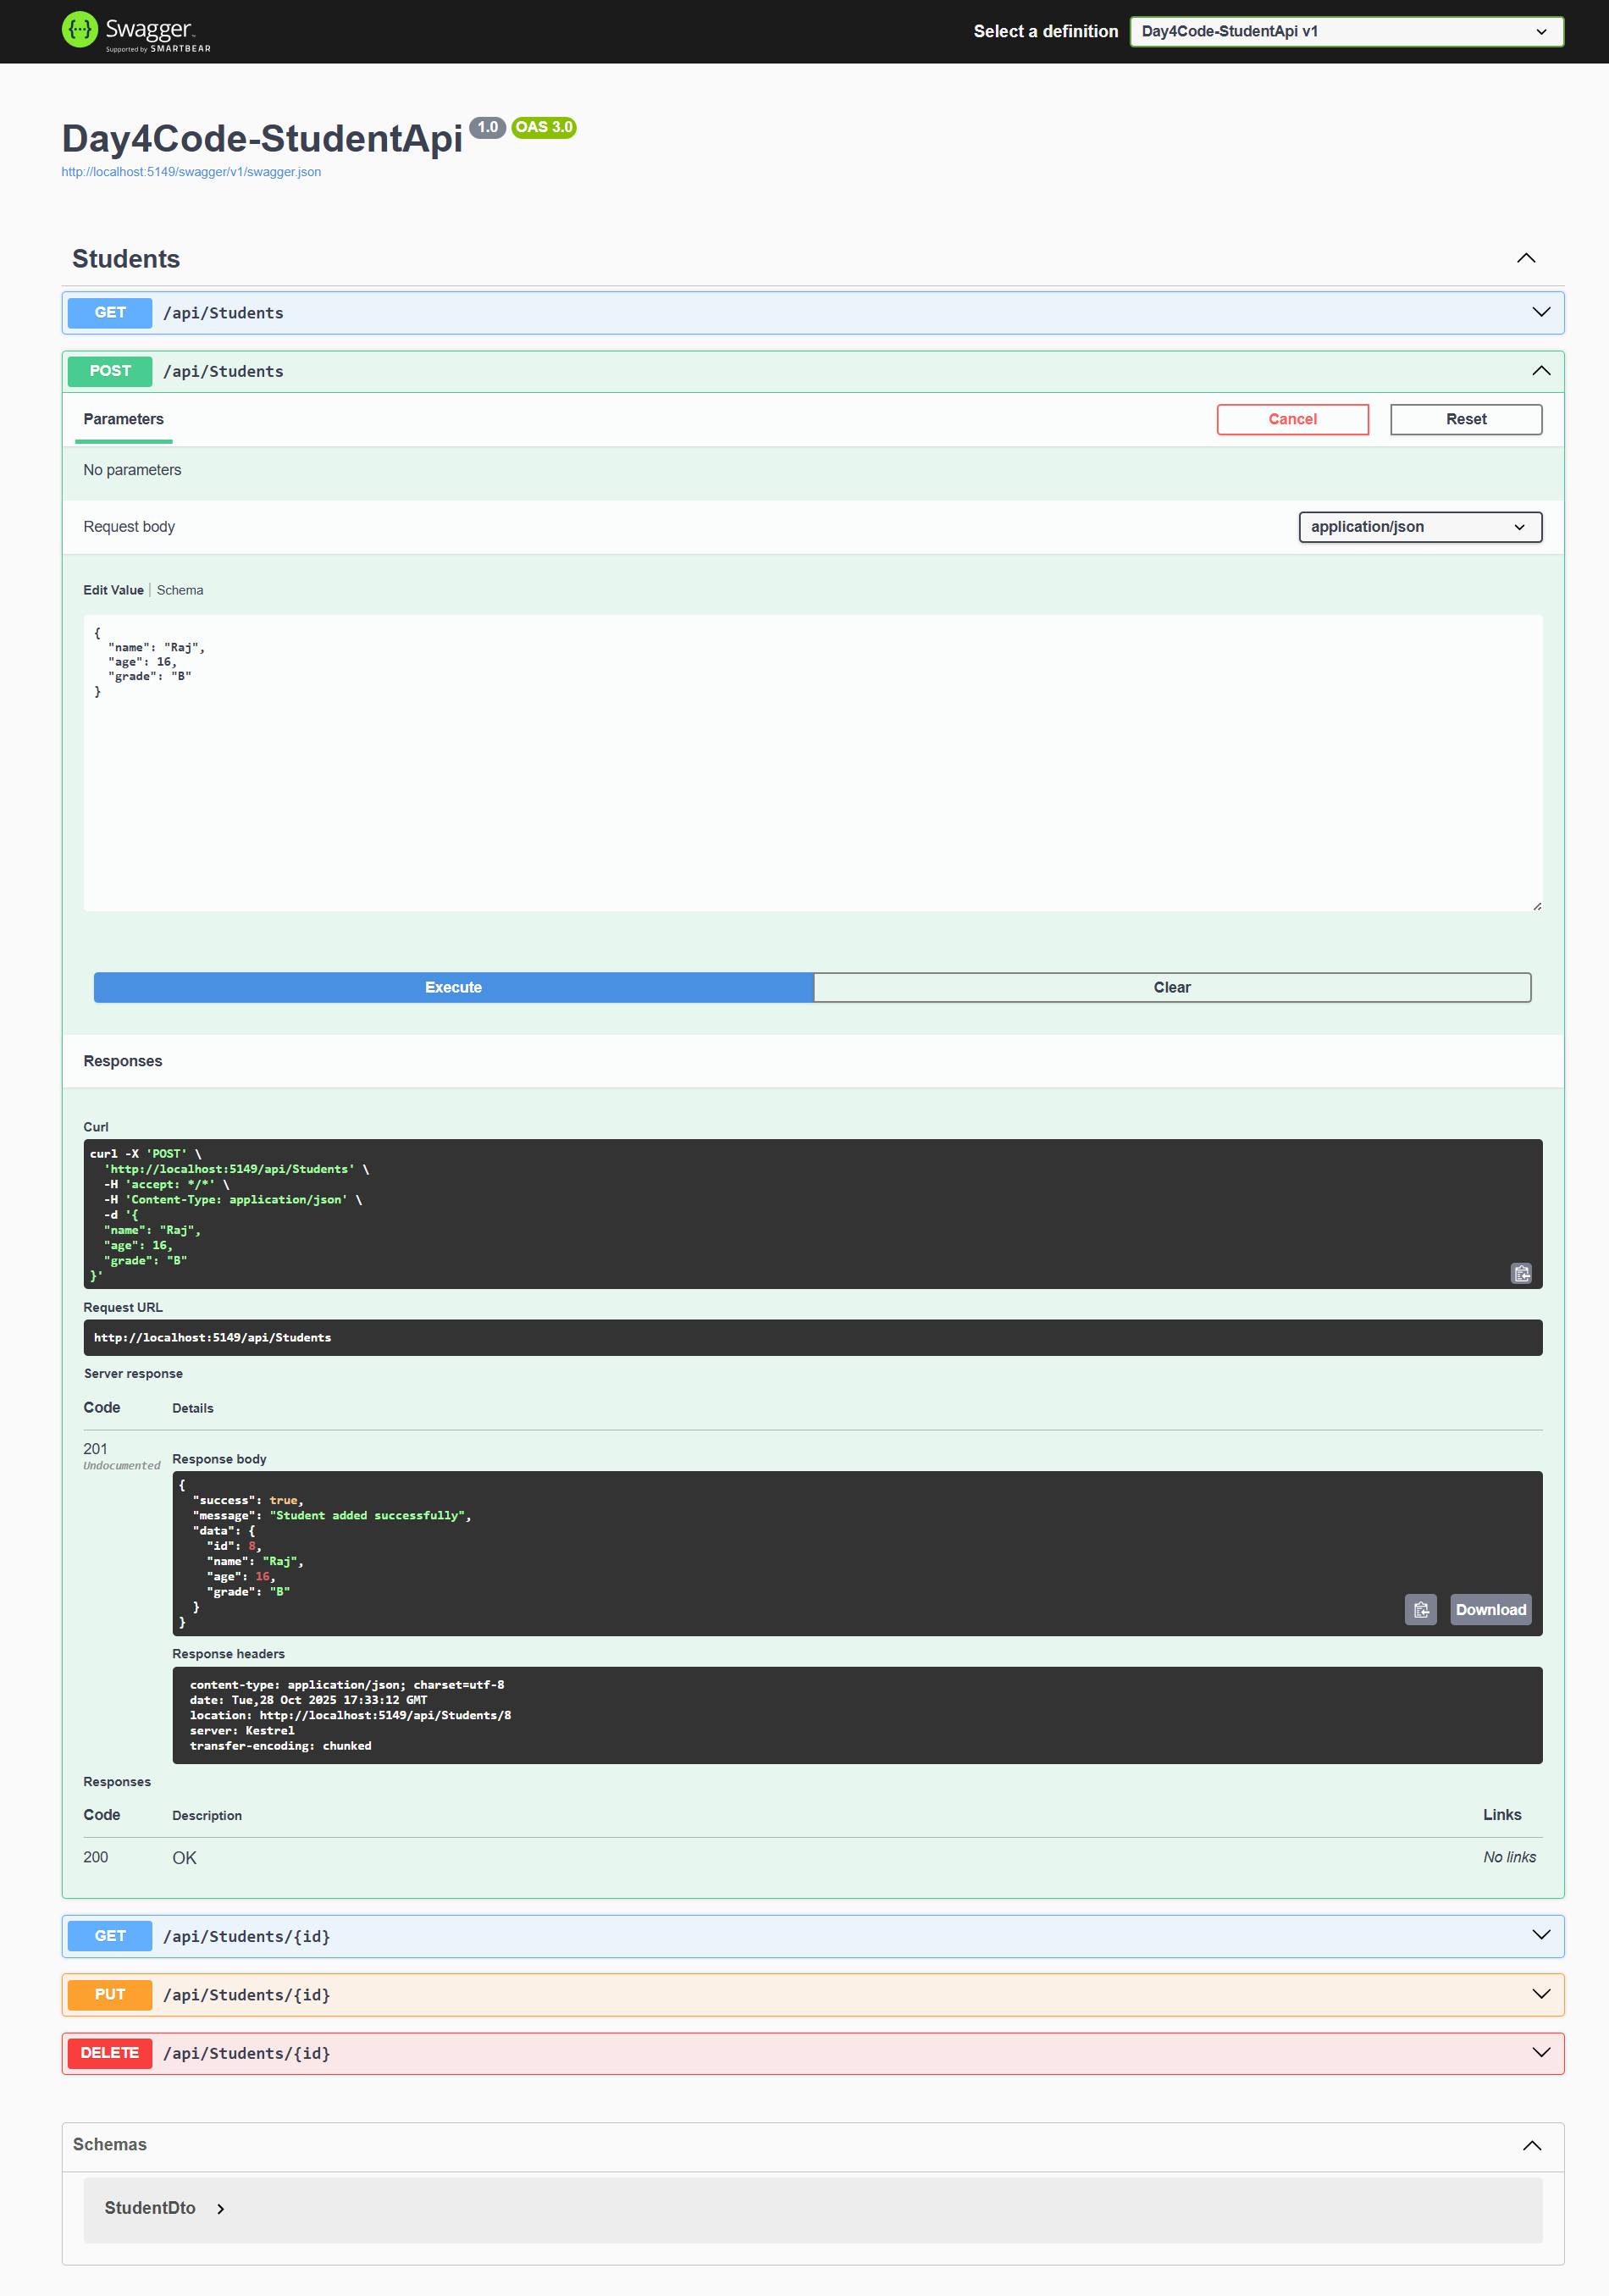 Swagger
Supported by SMARTBEAR
Select a definition
Day4Code-StudentApi v1
Day4Code-StudentApi 1.0 OAS 3.0
http://localhost:5149/swagger/v1/swagger.json
Students
GET /api/Students
POST /api/Students
Parameters
Cancel
Reset
No parameters
Request body
application/json
Edit Value | Schema
{
  "name": "Raj",
  "age": 16,
  "grade": "B"
}
Execute
Clear
Responses
Curl
curl -X 'POST' \
  'http://localhost:5149/api/Students' \
  -H 'accept: */*' \
  -H 'Content-Type: application/json' \
  -d '{
  "name": "Raj",
  "age": 16,
  "grade": "B"
}'
Request URL
http://localhost:5149/api/Students
Server response
Code Details
201
Undocumented
Response body
{
  "success": true,
  "message": "Student added successfully",
  "data": {
    "id": 8,
    "name": "Raj",
    "age": 16,
    "grade": "B"
  }
}
Download
Response headers
content-type: application/json; charset=utf-8
date: Tue,28 Oct 2025 17:33:12 GMT
location: http://localhost:5149/api/Students/8
server: Kestrel
transfer-encoding: chunked
Responses
Code Description Links
200 OK No links
GET /api/Students/{id}
PUT /api/Students/{id}
DELETE /api/Students/{id}
Schemas
StudentDto